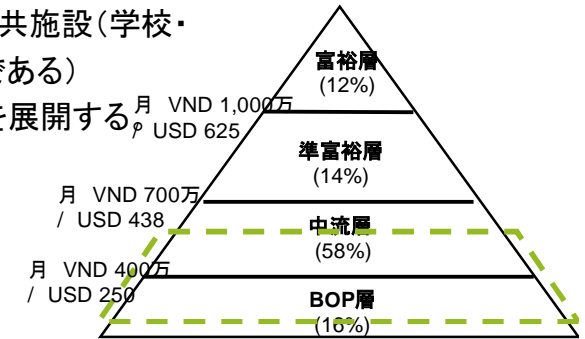 共施設（学校・
である）
を展開する。
富裕層
(12%)
月 VND 1,000万
/ USD 625
準富裕層
(14%)
月 VND 700万
/ USD 438
中流層
(58%)
月 VND 400万
/ USD 250
BOP層
(16%)